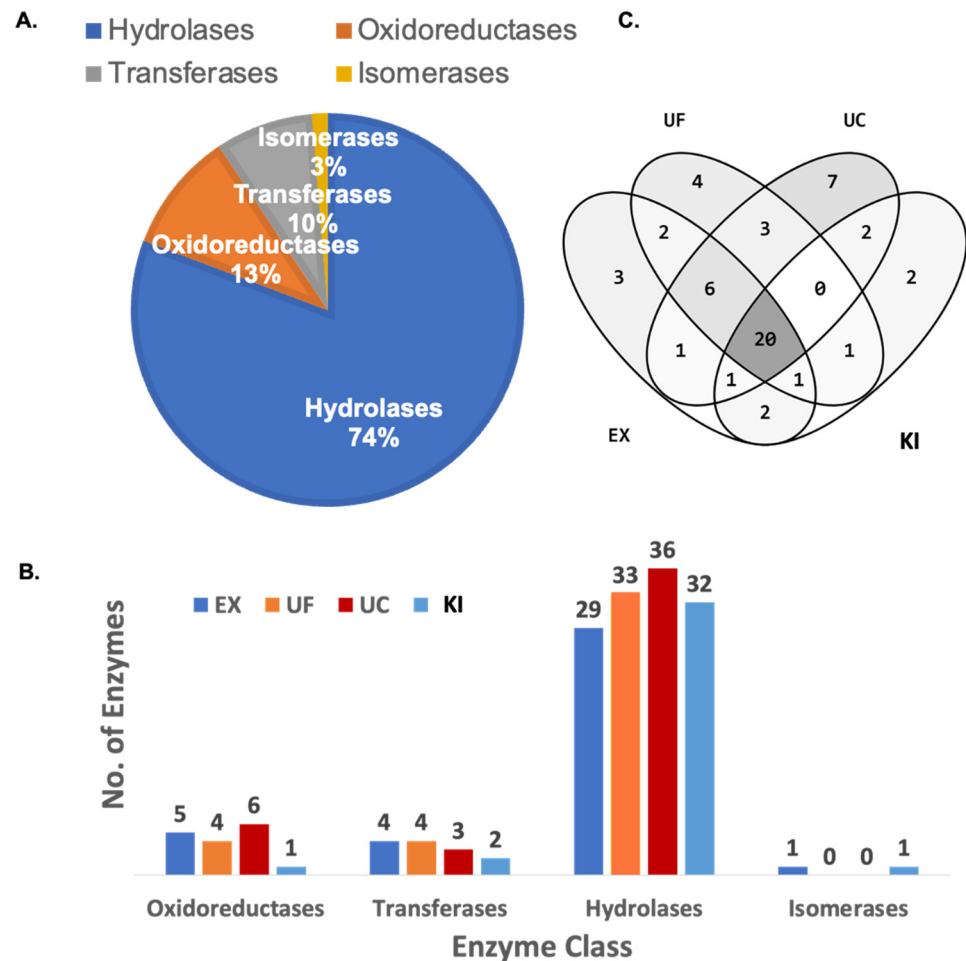 A.
Hydrolases
Oxidoreductases
Transferases
Isomerases
Isomerases
3%
Transferases
10%
Oxidoreductases
13%
Hydrolases
74%
C.
UF
UC
4
7
2
3
2
3
6
0
2
1
20
1
1
1
2
EX
KI
B.
EX
UF
UC
KI
No. of Enzymes
5
4
6
1
4
4
3
2
29
33
36
32
1
0
0
1
Oxidoreductases
Transferases
Hydrolases
Isomerases
Enzyme Class